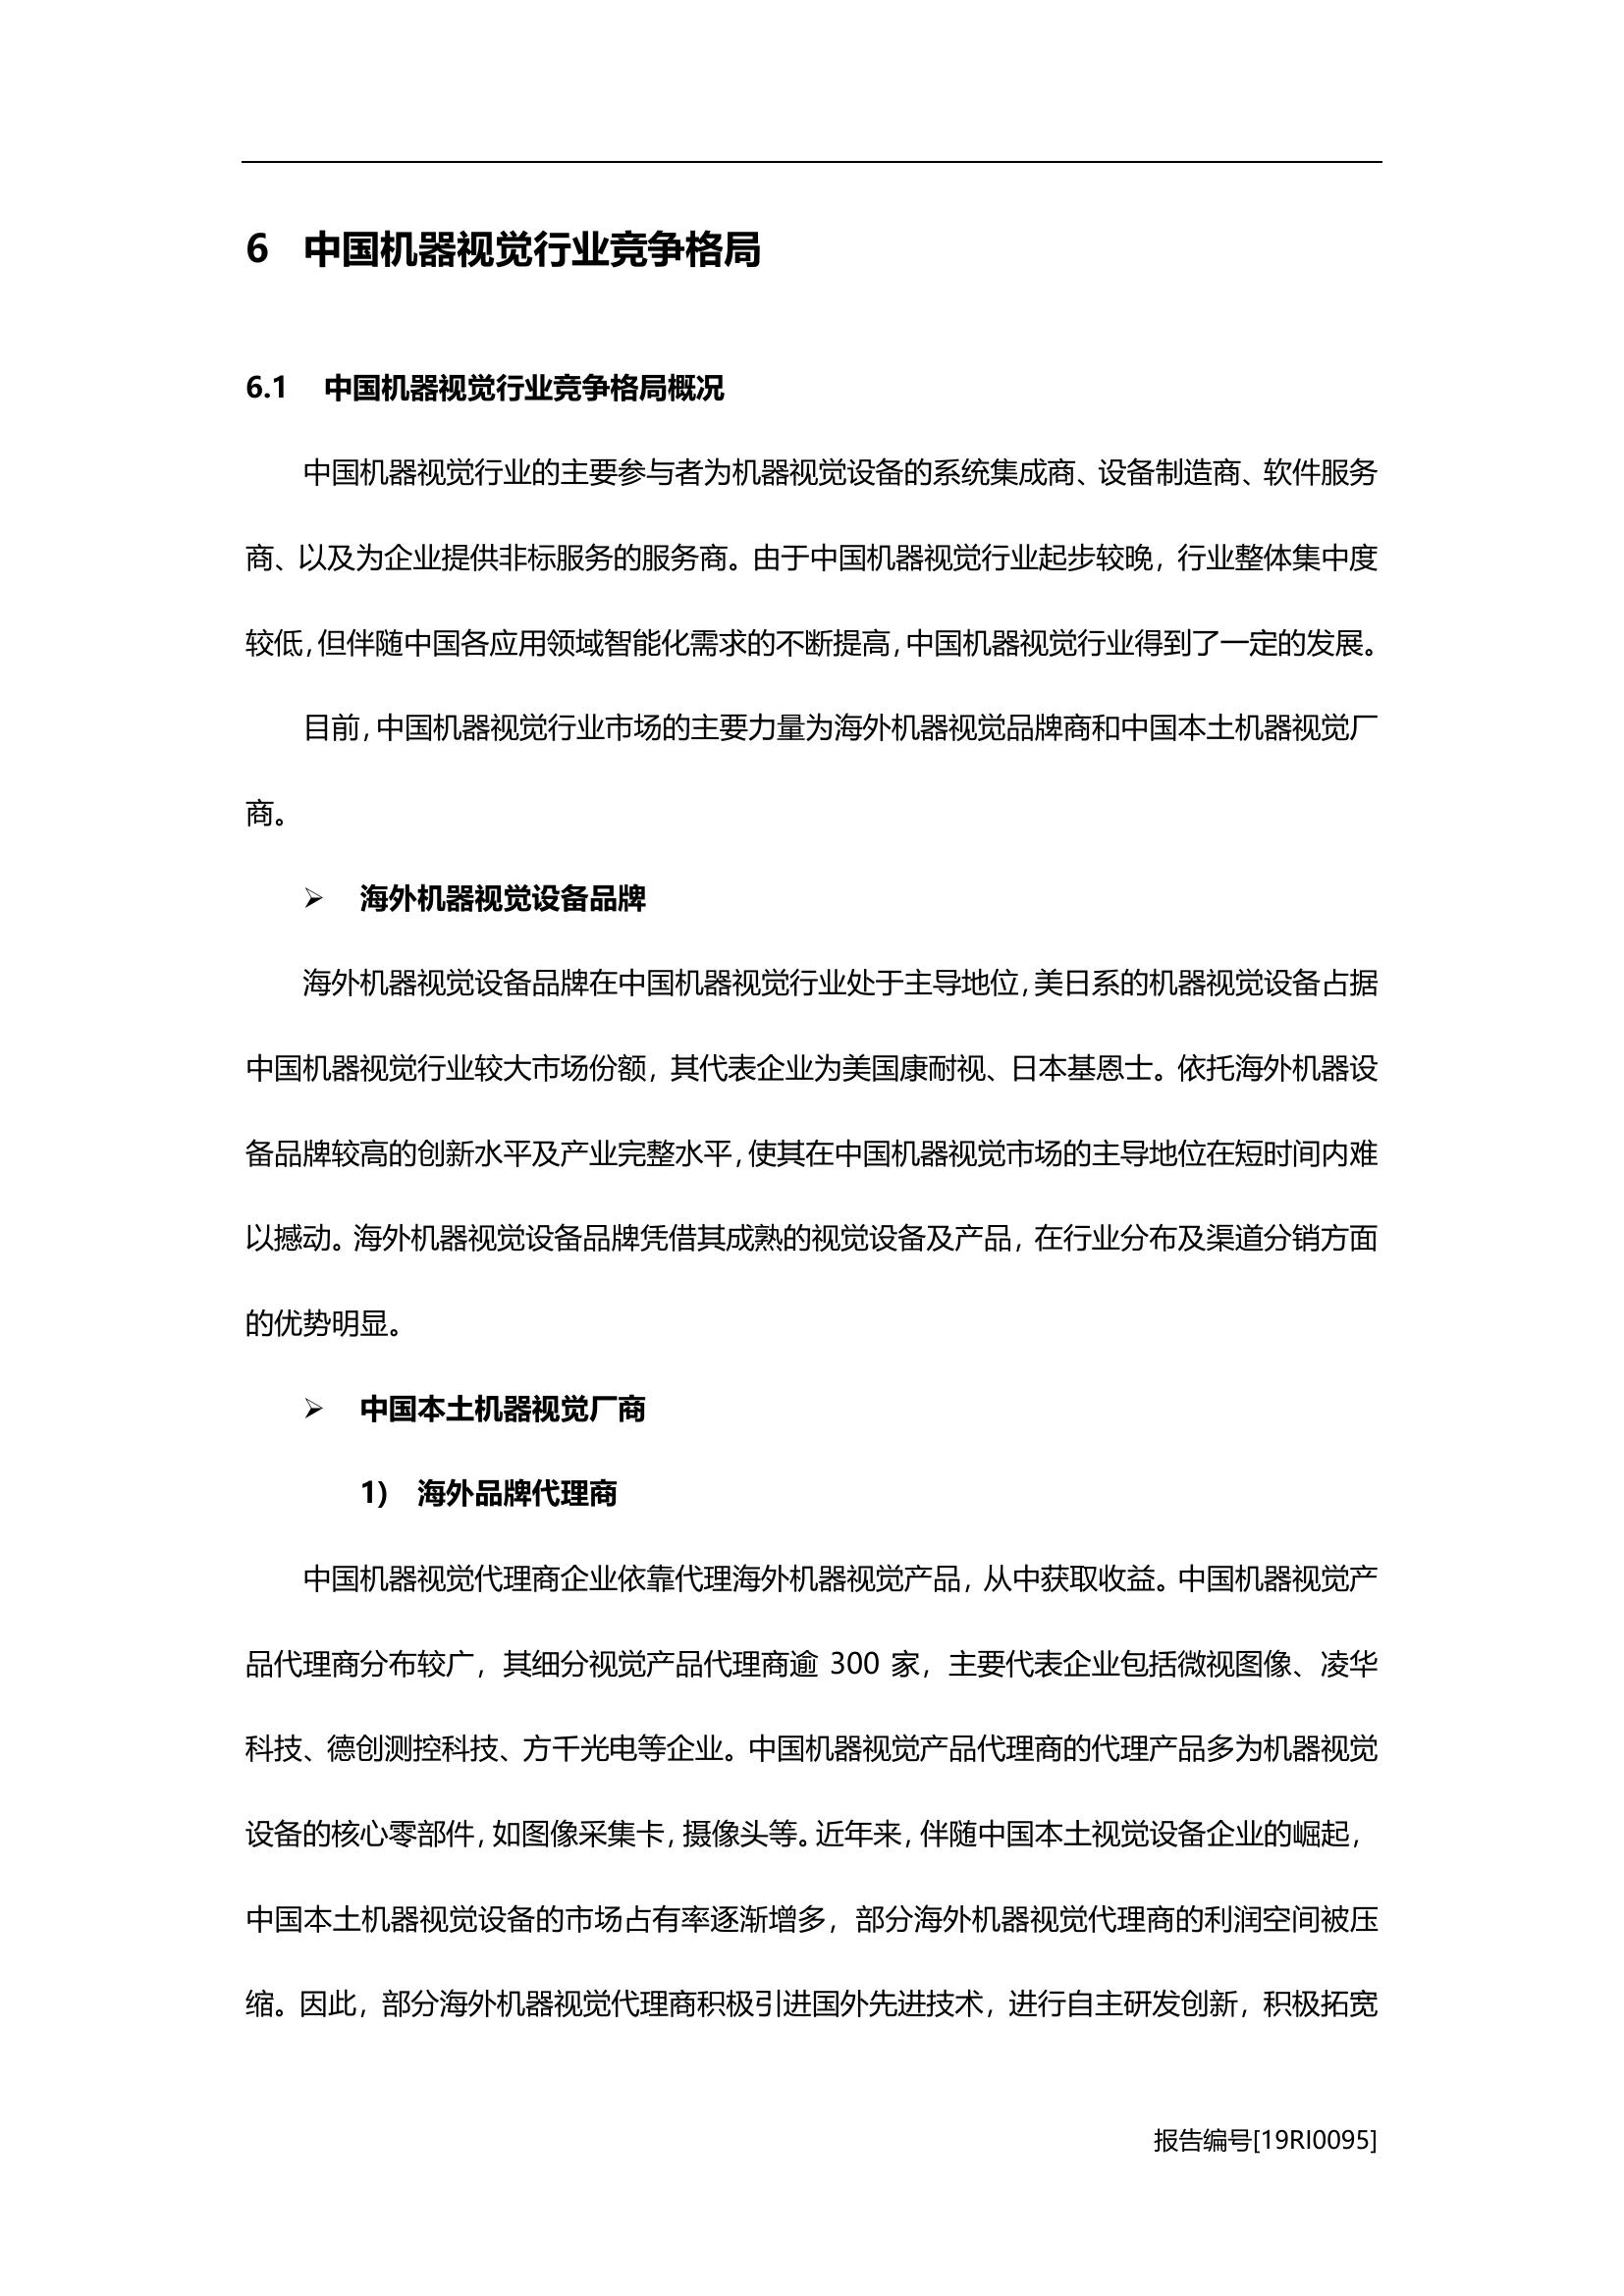 6 中国机器视觉行业竞争格局
6.1 中国机器视觉行业竞争格局概况
中国机器视觉行业的主要参与者为机器视觉设备的系统集成商、设备制造商、软件服务
商、以及为企业提供非标服务的服务商。由于中国机器视觉行业起步较晚，行业整体集中度
较低，但伴随中国各应用领域智能化需求的不断提高，中国机器视觉行业得到了一定的发展。
目前，中国机器视觉行业市场的主要力量为海外机器视觉品牌商和中国本土机器视觉厂
商。
➢ 海外机器视觉设备品牌
海外机器视觉设备品牌在中国机器视觉行业处于主导地位，美日系的机器视觉设备占据
中国机器视觉行业较大市场份额，其代表企业为美国康耐视、日本基恩士。依托海外机器设
备品牌较高的创新水平及产业完整水平，使其在中国机器视觉市场的主导地位在短时间内难
以撼动。海外机器视觉设备品牌凭借其成熟的视觉设备及产品，在行业分布及渠道分销方面
的优势明显。
➢ 中国本土机器视觉厂商
1) 海外品牌代理商
中国机器视觉代理商企业依靠代理海外机器视觉产品，从中获取收益。中国机器视觉产
品代理商分布较广，其细分视觉产品代理商逾 300 家，主要代表企业包括微视图像、凌华
科技、德创测控科技、方千光电等企业。中国机器视觉产品代理商的代理产品多为机器视觉
设备的核心零部件，如图像采集卡，摄像头等。近年来，伴随中国本土视觉设备企业的崛起，
中国本土机器视觉设备的市场占有率逐渐增多，部分海外机器视觉代理商的利润空间被压
缩。因此，部分海外机器视觉代理商积极引进国外先进技术，进行自主研发创新，积极拓宽
报告编号[19RI0095]